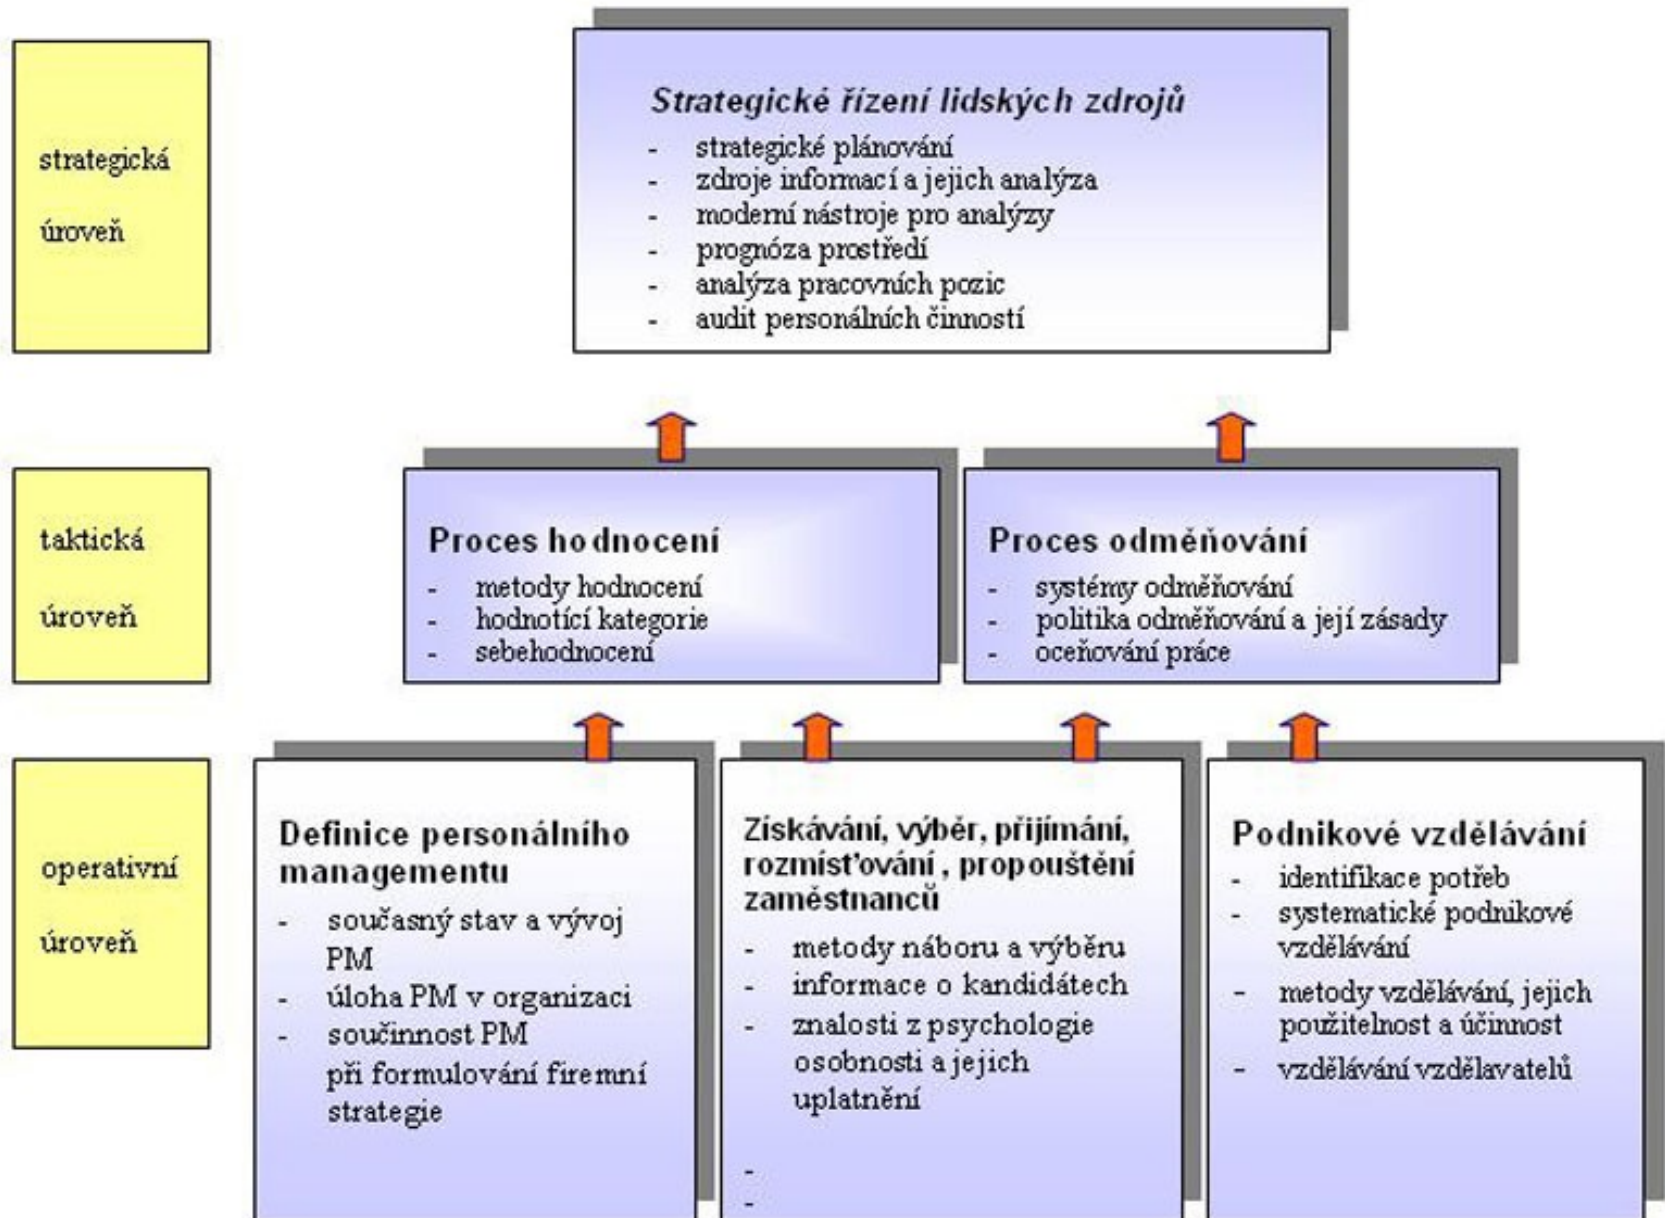 strategická
úroveň
Strategické řízení lidských zdrojů
- strategické plánování
- zdroje informací a jejich analýza
- moderní nástroje pro analýzy
- prognóza prostředí
- analýza pracovních pozic
- audit personálních činností
taktická
úroveň
Proces hodnocení
- metody hodnocení
- hodnotící kategorie
- sebehodnocení
Proces odměňování
- systémy odměňování
- politika odměňování a její zásady
- oceňování práce
operativní
úroveň
Definice personálního
managementu
- současný stav a vývoj
PM
- úloha PM v organizaci
- součinnost PM
při formulování firemní
strategie
Získávání, výběr, přijímání,
rozmísťování , propouštění
zaměstnanců
- metody náboru a výběru
- informace o kandidátech
- znalosti z psychologie
osobnosti a jejich
uplatnění
-
-
Podnikové vzdělávání
- identifikace potřeb
- systematické podnikové
vzdělávání
- metody vzdělávání, jejich
použitelnost a účinnost
- vzdělávání vzdělavatelů